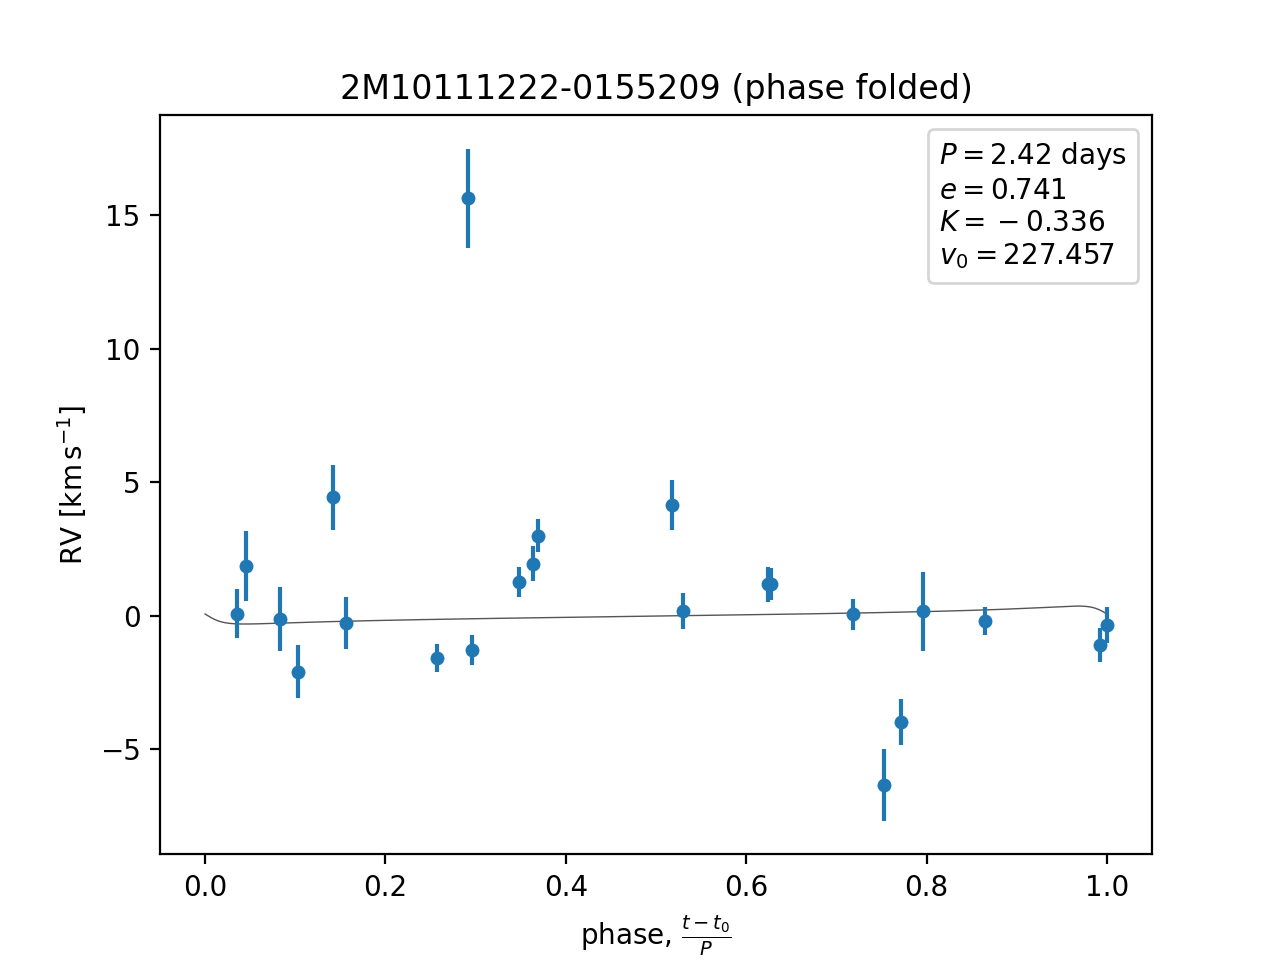 2M10111222-0155209 (phase folded)
P = 2.42 days
e = 0.741
K = −0.336
v₀ = 227.457
15
10
5
0
−5
RV [km s⁻¹]
0.0 0.2 0.4 0.6 0.8 1.0
phase, (t − t₀)/P